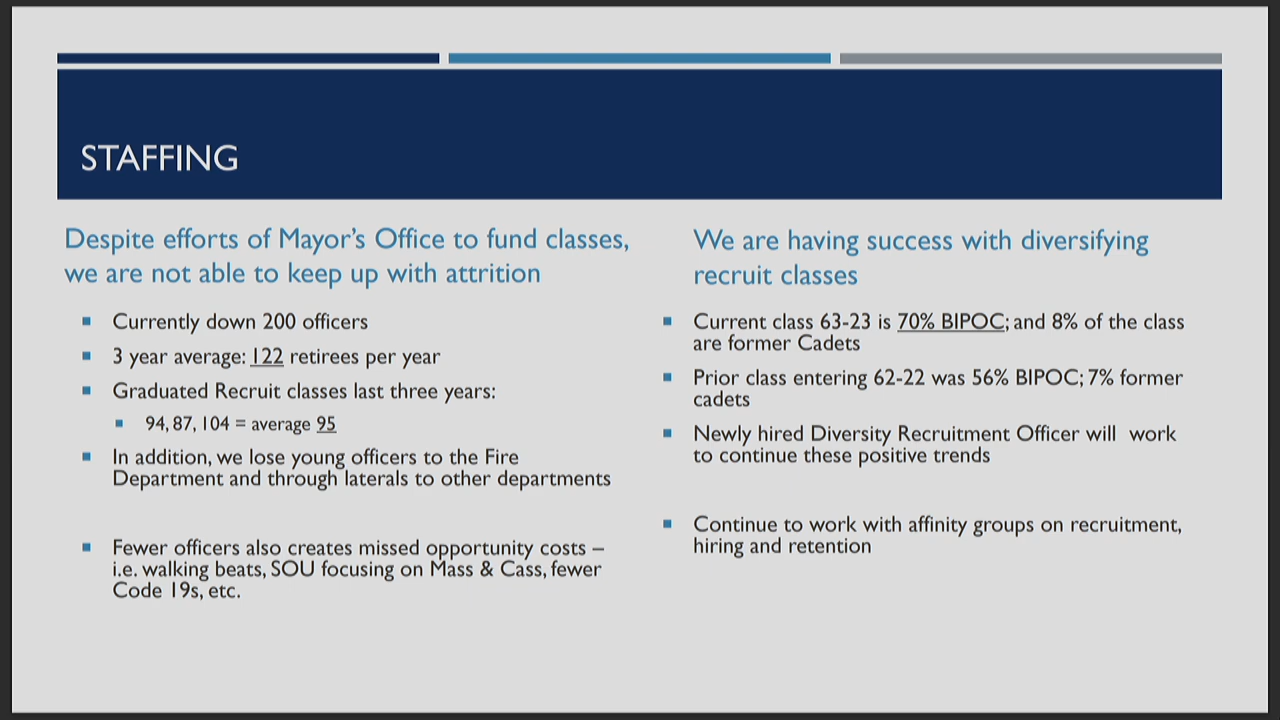 STAFFING
Despite efforts of Mayor's Office to fund classes,
we are not able to keep up with attrition
Currently down 200 officers
3 year average: 122 retirees per year
Graduated Recruit classes last three years:
94, 87, 104 = average 95
In addition, we lose young officers to the Fire
Department and through laterals to other departments
Fewer officers also creates missed opportunity costs –
i.e. walking beats, SOU focusing on Mass & Cass, fewer
Code 19s, etc.
We are having success with diversifying
recruit classes
Current class 63-23 is 70% BIPOC; and 8% of the class
are former Cadets
Prior class entering 62-22 was 56% BIPOC; 7% former
cadets
Newly hired Diversity Recruitment Officer will work
to continue these positive trends
Continue to work with affinity groups on recruitment,
hiring and retention